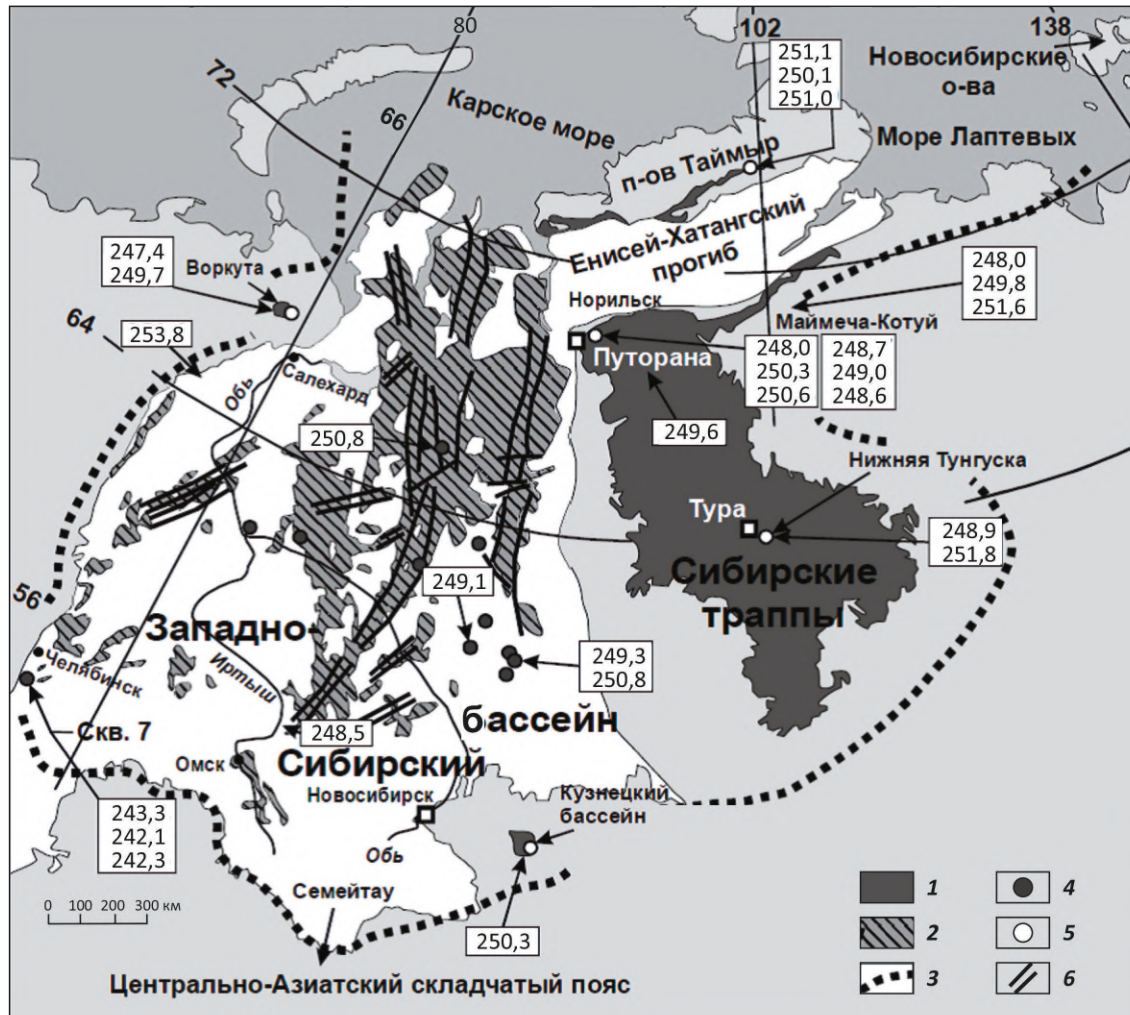 80
102
138
251,1
250,1
251,0
Новосибирские
о-ва
72
66
Карское море
Море Лаптевых
п-ов Таймыр
Енисей-Хатангский
прогиб
247,4
249,7
Воркута
248,0
249,8
251,6
Норильск
Маймеча-Котуй
64
253,8
Обь
Салехард
Путорана
248,0
250,3
250,6
248,7
249,0
248,6
249,6
250,8
Нижняя Тунгуска
Тура
248,9
251,8
Сибирские
траппы
249,1
56
Западно-
Челябинск
Иртыш
249,3
250,8
Скв. 7
бассейн
248,5
Сибирский
Омск
Новосибирск
Кузнецкий
бассейн
243,3
242,1
242,3
Обь
Семейтау
0 100 200 300 км
250,3
Центрально-Азиатский складчатый пояс
1
2
3
4
5
6